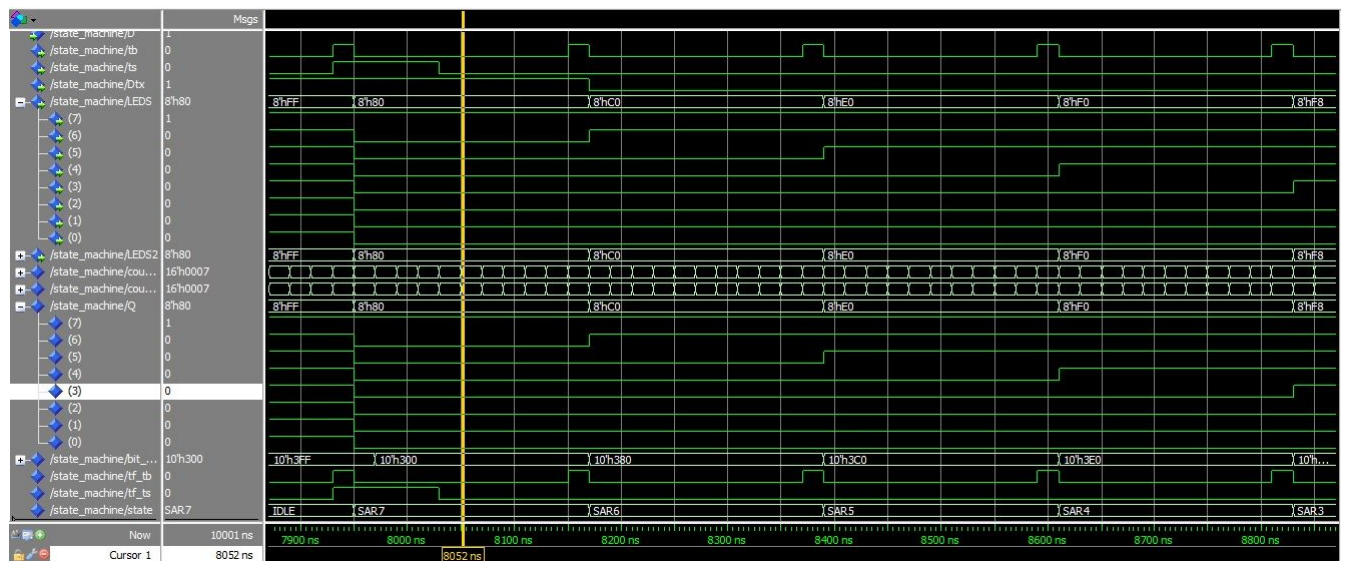 Msgs
/state_machine/D 1
/state_machine/tb 0
/state_machine/ts 0
/state_machine/Dtx 1
/state_machine/LEDS 8'h80 8'hFF 8'h80 8'hC0 8'hE0 8'hF0 8'hF8
(7) 1
(6) 0
(5) 0
(4) 0
(3) 0
(2) 0
(1) 0
(0) 0
/state_machine/LEDS2 8'h80 8'hFF 8'h80 8'hC0 8'hE0 8'hF0 8'hF8
/state_machine/cou... 16'h0007
/state_machine/cou... 16'h0007
/state_machine/Q 8'h80 8'hFF 8'h80 8'hC0 8'hE0 8'hF0 8'hF8
(7) 1
(6) 0
(5) 0
(4) 0
(3) 0
(2) 0
(1) 0
(0) 0
/state_machine/bit_... 10'h300 10'h3FF 10'h300 10'h380 10'h3C0 10'h3E0 10'h...
/state_machine/tf_tb 0
/state_machine/tf_ts 0
/state_machine/state SAR7 IDLE SAR7 SAR6 SAR5 SAR4 SAR3
Now 10001 ns 7900 ns 8000 ns 8100 ns 8200 ns 8300 ns 8400 ns 8500 ns 8600 ns 8700 ns 8800 ns
Cursor 1 8052 ns 8052 ns